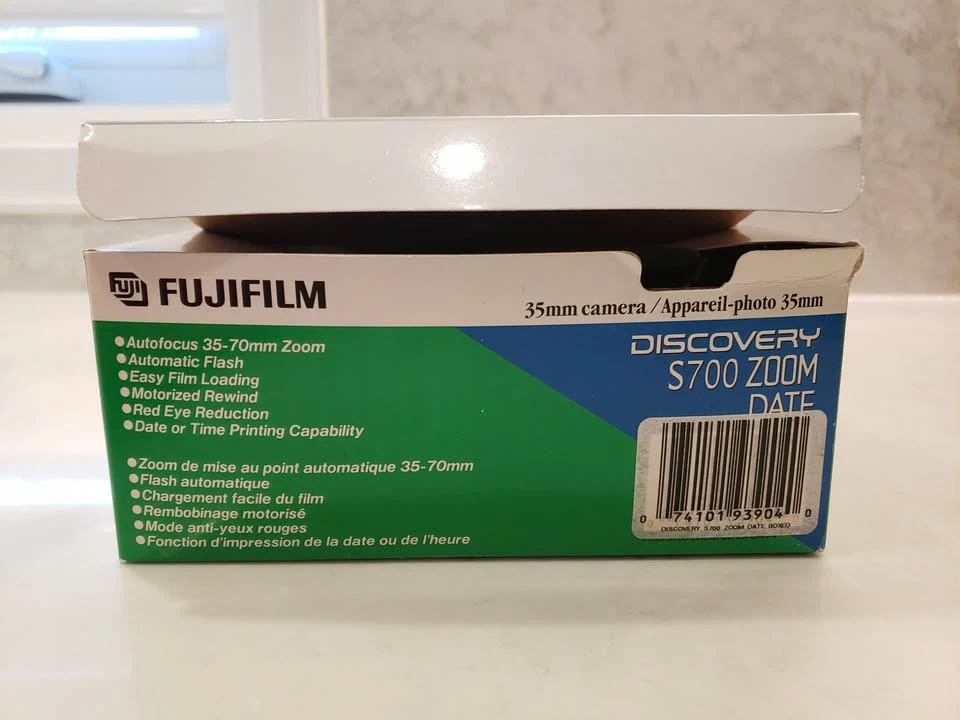 FUJI FUJIFILM
35mm camera / Appareil-photo 35mm
DISCOVERY
S700 ZOOM
DATE
●Autofocus 35-70mm Zoom
●Automatic Flash
●Easy Film Loading
●Motorized Rewind
●Red Eye Reduction
●Date or Time Printing Capability
●Zoom de mise au point automatique 35-70mm
●Flash automatique
●Chargement facile du film
●Rembobinage motorisé
●Mode anti-yeux rouges
●Fonction d'impression de la date ou de l'heure
0 74101 93904 0
DISCOVERY S700 ZOOM DATE BOXED